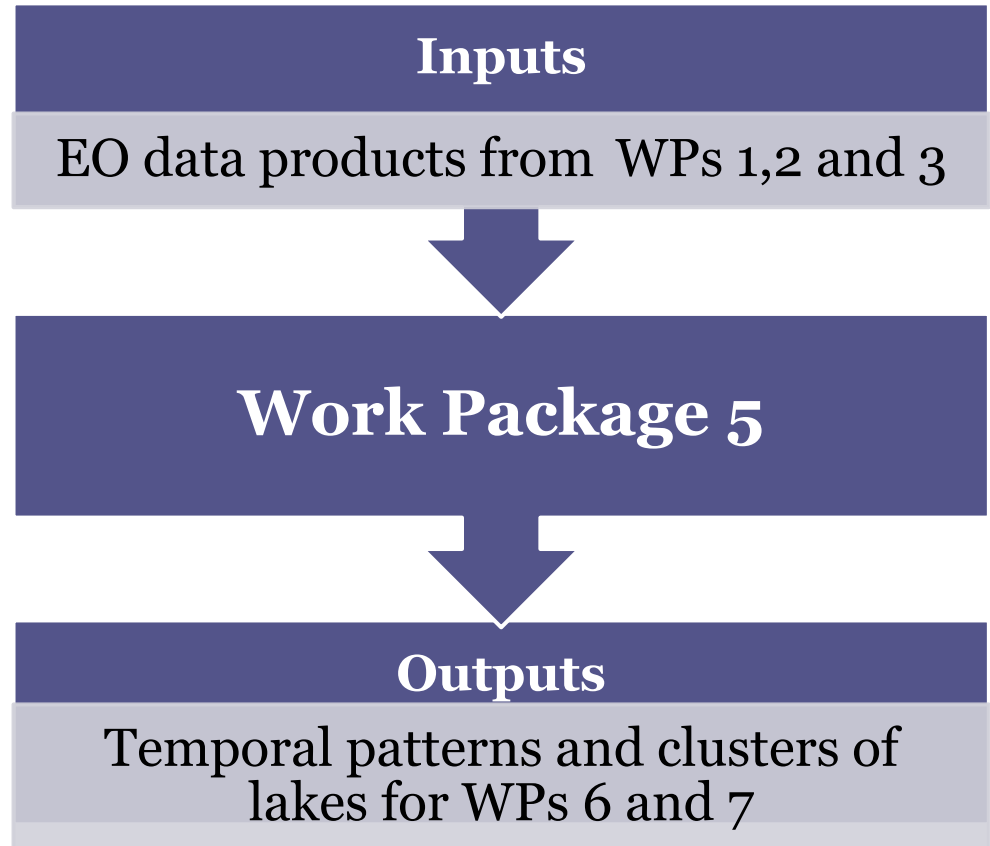 Inputs
EO data products from  WPs 1,2 and 3
Work Package 5
Outputs
Temporal patterns and clusters of
lakes for WPs 6 and 7